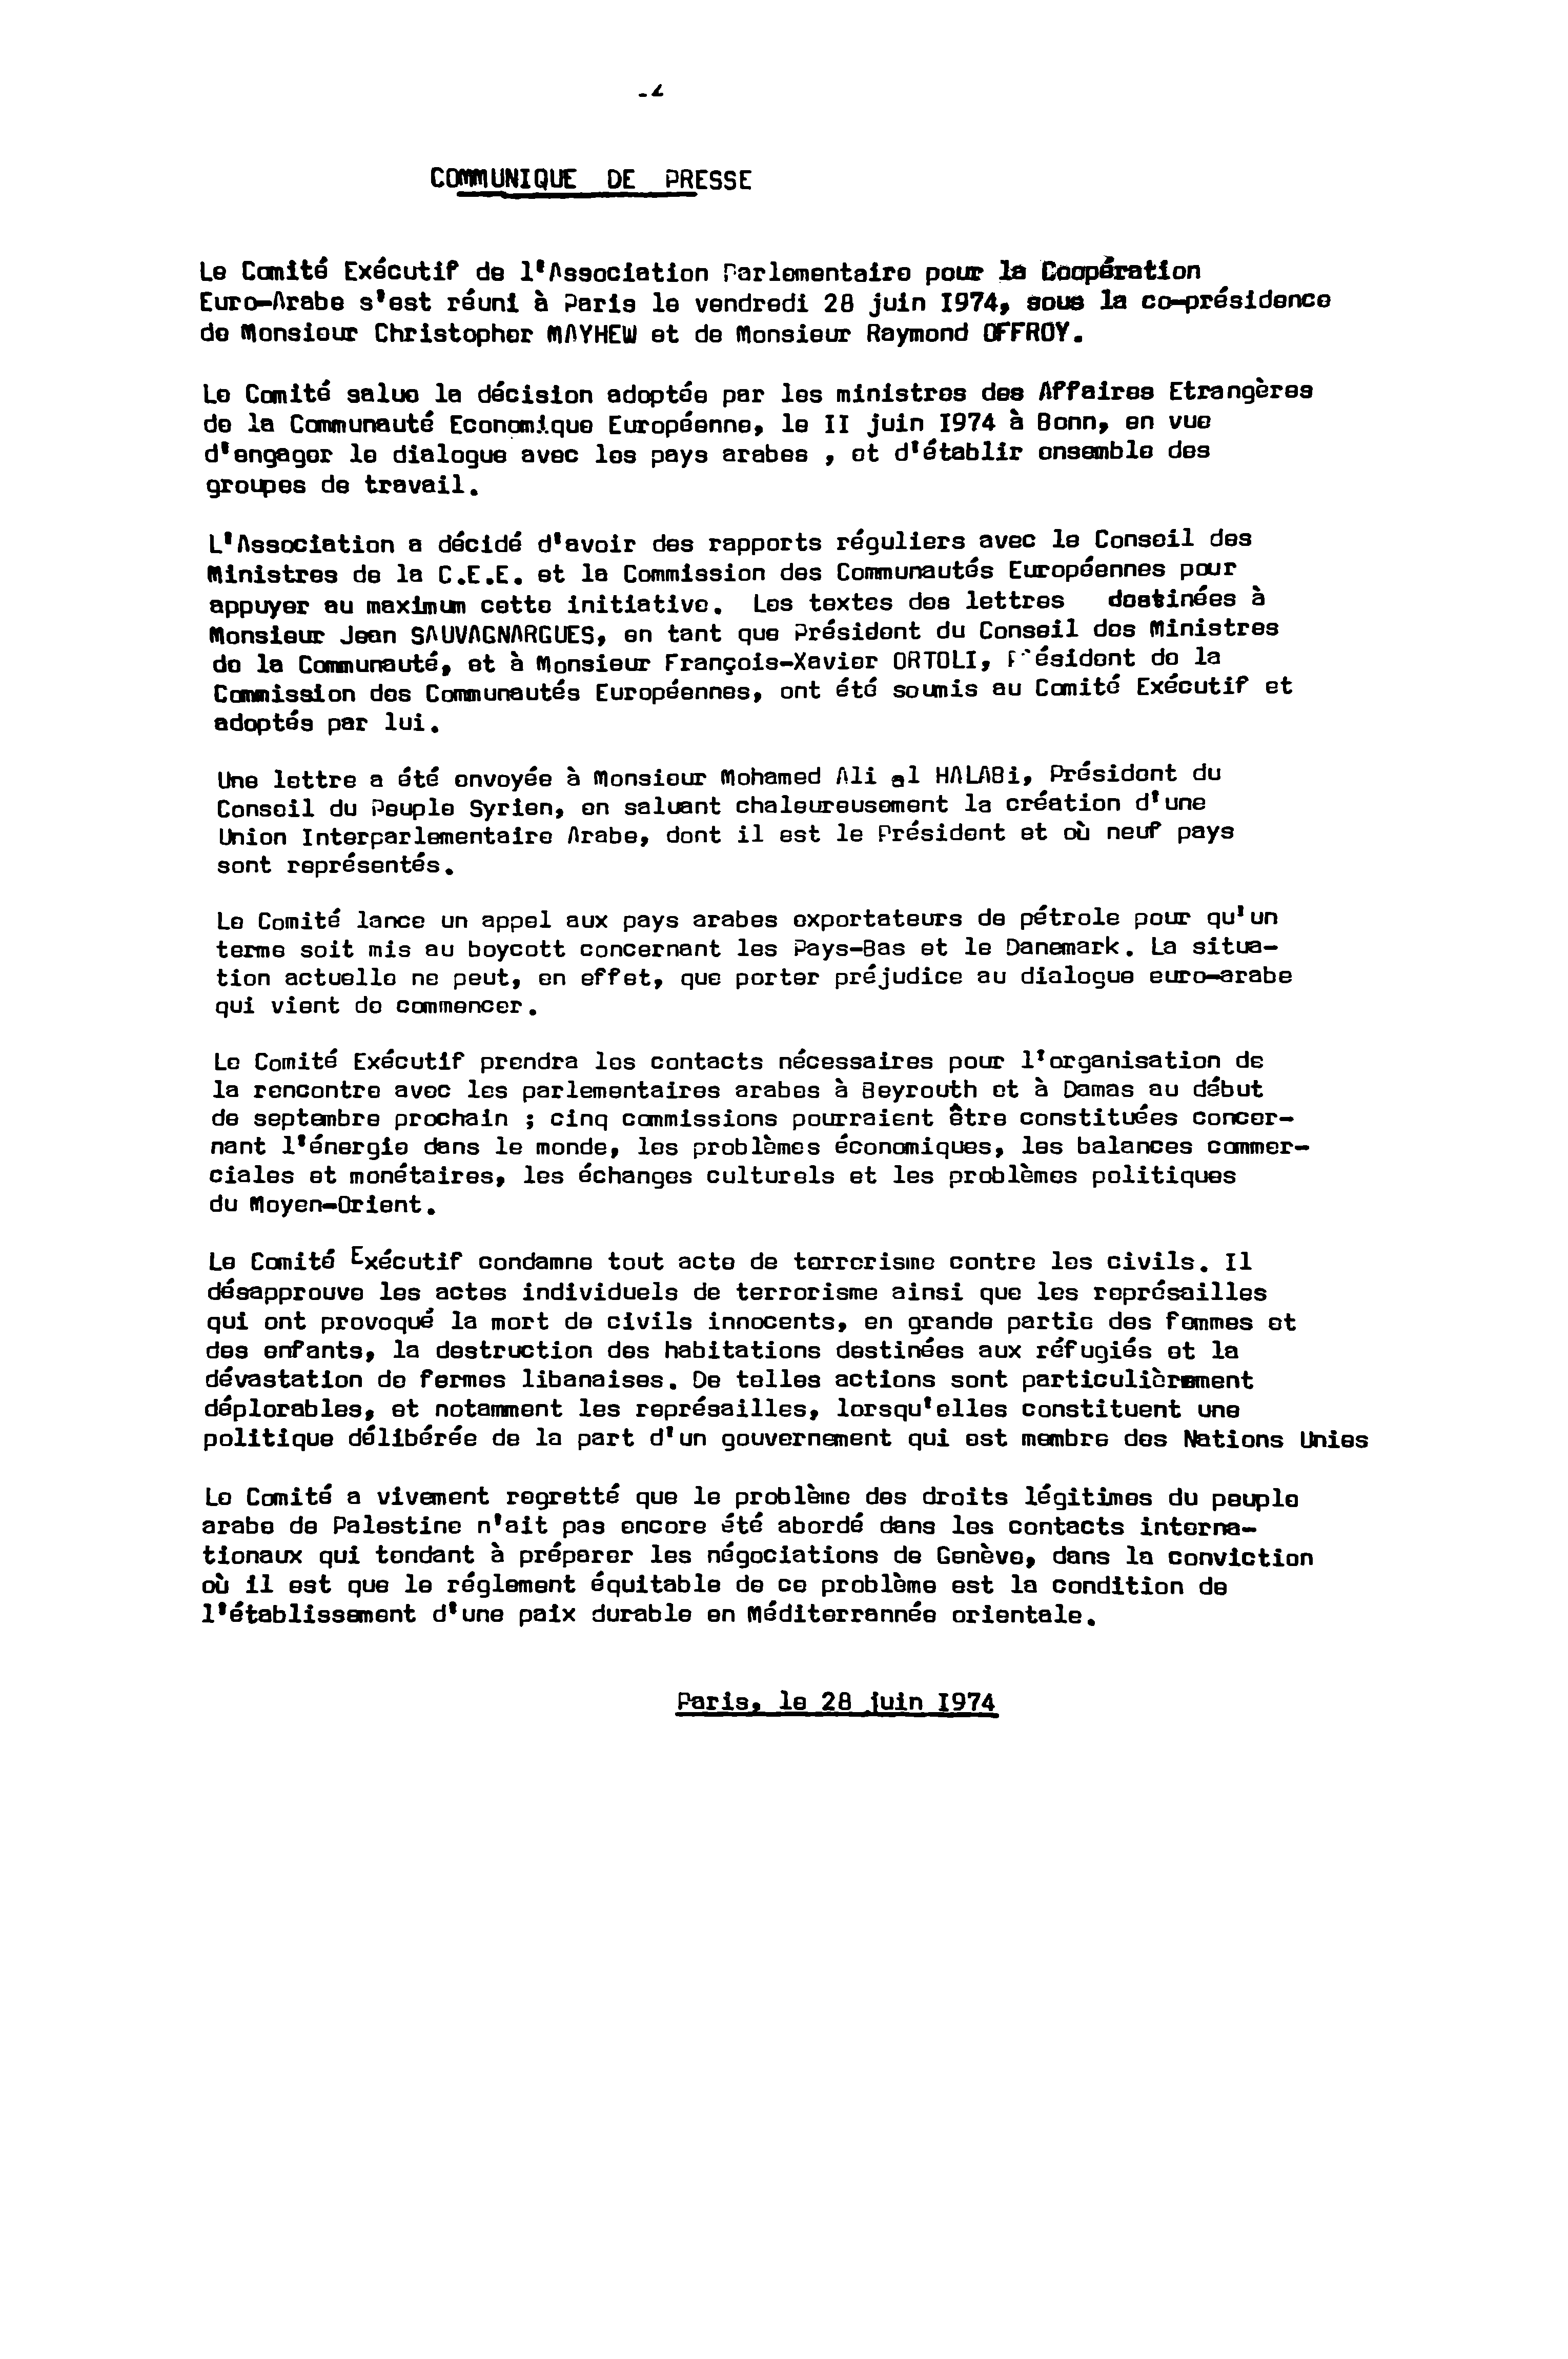 COMMUNIQUE DE PRESSE
Le Comité Exécutif de l'Association Parlementaire pour la Coopération
Euro-Arabe s'est réuni à Paris le vendredi 28 juin I974, sous la co-présidence
de Monsieur Christopher MAYHEW et de Monsieur Raymond OFFROY.
Le Comité salue la décision adoptée par les ministres des Affaires Etrangères
de la Communauté Economique Européenne, le II juin I974 à Bonn, en vue
d'engager le dialogue avec les pays arabes , et d'établir ensemble des
groupes de travail.
L'Association a décidé d'avoir des rapports réguliers avec le Conseil des
Ministres de la C.E.E. et la Commission des Communautés Européennes pour
appuyer au maximum cette initiative. Les textes des lettres destinées à
Monsieur Jean SAUVAGNARGUES, en tant que Président du Conseil des Ministres
de la Communauté, et à Monsieur François-Xavier ORTOLI, Président de la
Commission des Communautés Européennes, ont été soumis au Comité Exécutif et
adoptés par lui.
Une lettre a été envoyée à Monsieur Mohamed Ali al HALABi, Président du
Conseil du Peuple Syrien, en saluant chaleureusement la création d'une
Union Interparlementaire Arabe, dont il est le Président et où neuf pays
sont représentés.
Le Comité lance un appel aux pays arabes exportateurs de pétrole pour qu'un
terme soit mis au boycott concernant les Pays-Bas et le Danemark. La situa-
tion actuelle ne peut, en effet, que porter préjudice au dialogue euro-arabe
qui vient de commencer.
Le Comité Exécutif prendra les contacts nécessaires pour l'organisation de
la rencontre avec les parlementaires arabes à Beyrouth et à Damas au début
de septembre prochain ; cinq commissions pourraient être constituées concer-
nant l'énergie dans le monde, les problèmes économiques, les balances commer-
ciales et monétaires, les échanges culturels et les problèmes politiques
du Moyen-Orient.
Le Comité Exécutif condamne tout acte de terrorisme contre les civils. Il
désapprouve les actes individuels de terrorisme ainsi que les représailles
qui ont provoqué la mort de civils innocents, en grande partie des femmes et
des enfants, la destruction des habitations destinées aux réfugiés et la
dévastation de fermes libanaises. De telles actions sont particulièrement
déplorables, et notamment les représailles, lorsqu'elles constituent une
politique délibérée de la part d'un gouvernement qui est membre des Nations Unies
Le Comité a vivement regretté que le problème des droits légitimes du peuple
arabe de Palestine n'ait pas encore été abordé dans les contacts interna-
tionaux qui tendant à préparer les négociations de Genève, dans la conviction
où il est que le réglement équitable de ce problème est la condition de
l'établissement d'une paix durable en Méditerrannée orientale.
Paris, le 28 juin I974